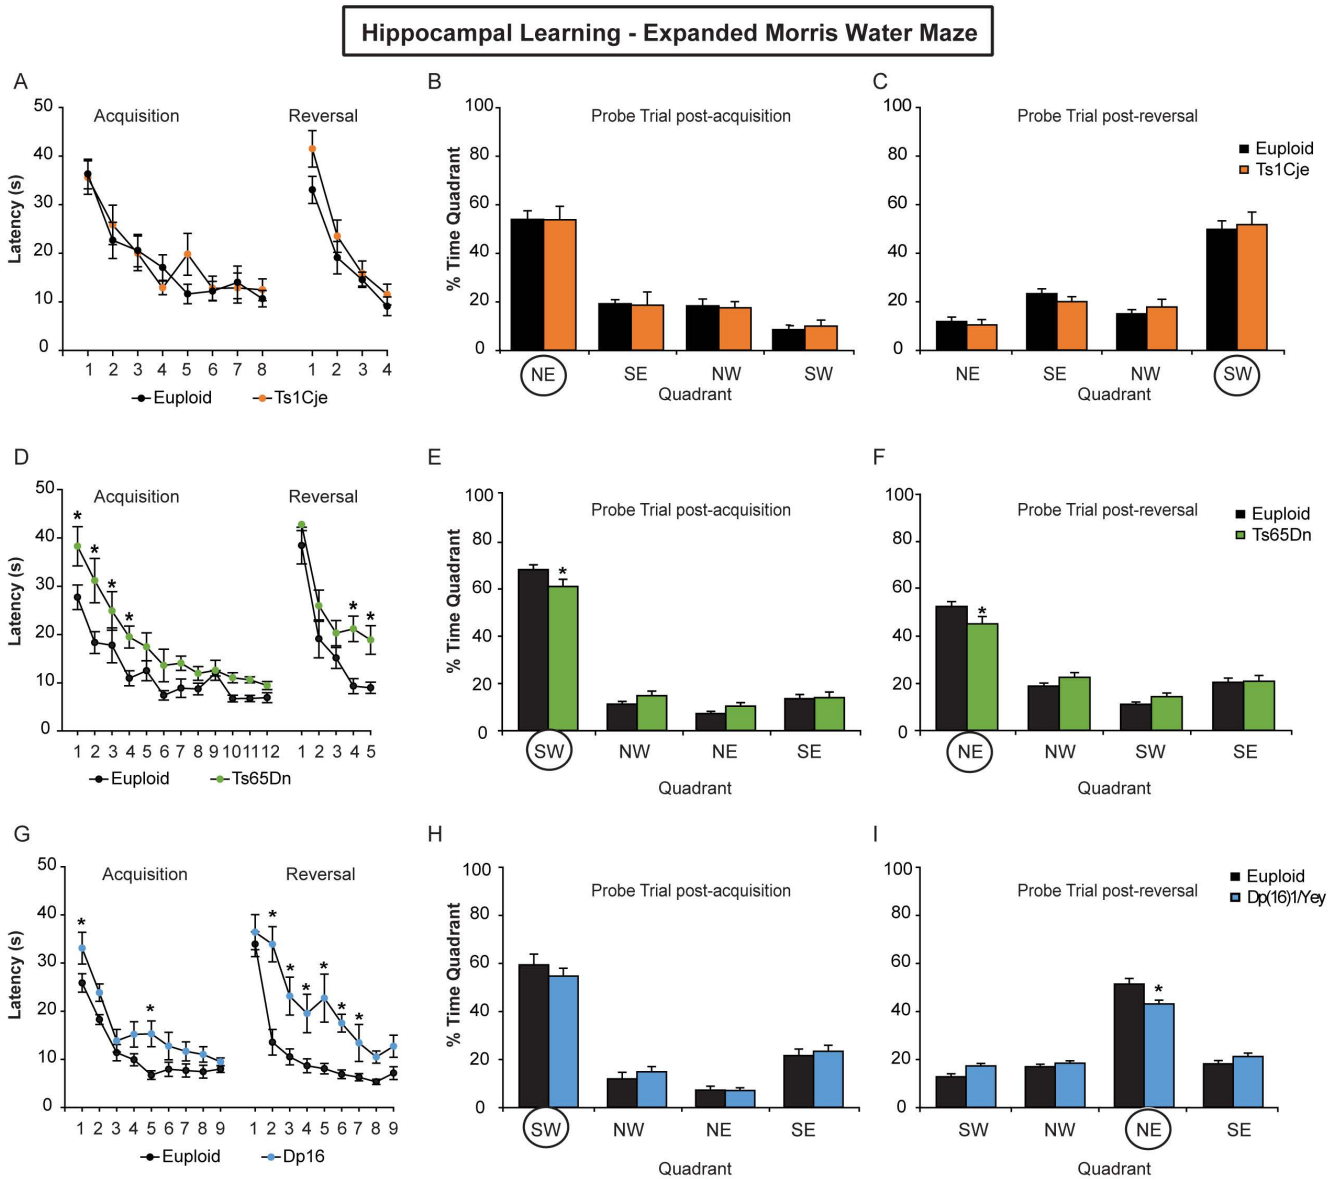 Hippocampal Learning - Expanded Morris Water Maze
A
Acquisition
Reversal
Latency (s)
50
40
30
20
10
0
1 2 3 4 5 6 7 8
1 2 3 4
Euploid
Ts1Cje
B
Probe Trial post-acquisition
% Time Quadrant
100
80
60
40
20
0
NE
SE
NW
SW
Quadrant
C
Probe Trial post-reversal
Euploid
Ts1Cje
100
80
60
40
20
0
NE
SE
NW
SW
Quadrant
D
Acquisition
Reversal
Latency (s)
50
40
30
20
10
0
* * * *
* *
1 2 3 4 5 6 7 8 9 10 11 12
1 2 3 4 5
Euploid
Ts65Dn
E
Probe Trial post-acquisition
% Time Quadrant
100
80
60
40
20
0
*
SW
NW
NE
SE
Quadrant
F
Probe Trial post-reversal
Euploid
Ts65Dn
100
80
60
40
20
0
*
NE
NW
SW
SE
Quadrant
G
Acquisition
Reversal
Latency (s)
50
40
30
20
10
0
* *
* * * * * *
1 2 3 4 5 6 7 8 9
1 2 3 4 5 6 7 8 9
Euploid
Dp16
H
Probe Trial post-acquisition
% Time Quadrant
100
80
60
40
20
0
SW
NW
NE
SE
Quadrant
I
Probe Trial post-reversal
Euploid
Dp(16)1/Yey
100
80
60
40
20
0
*
SW
NW
NE
SE
Quadrant